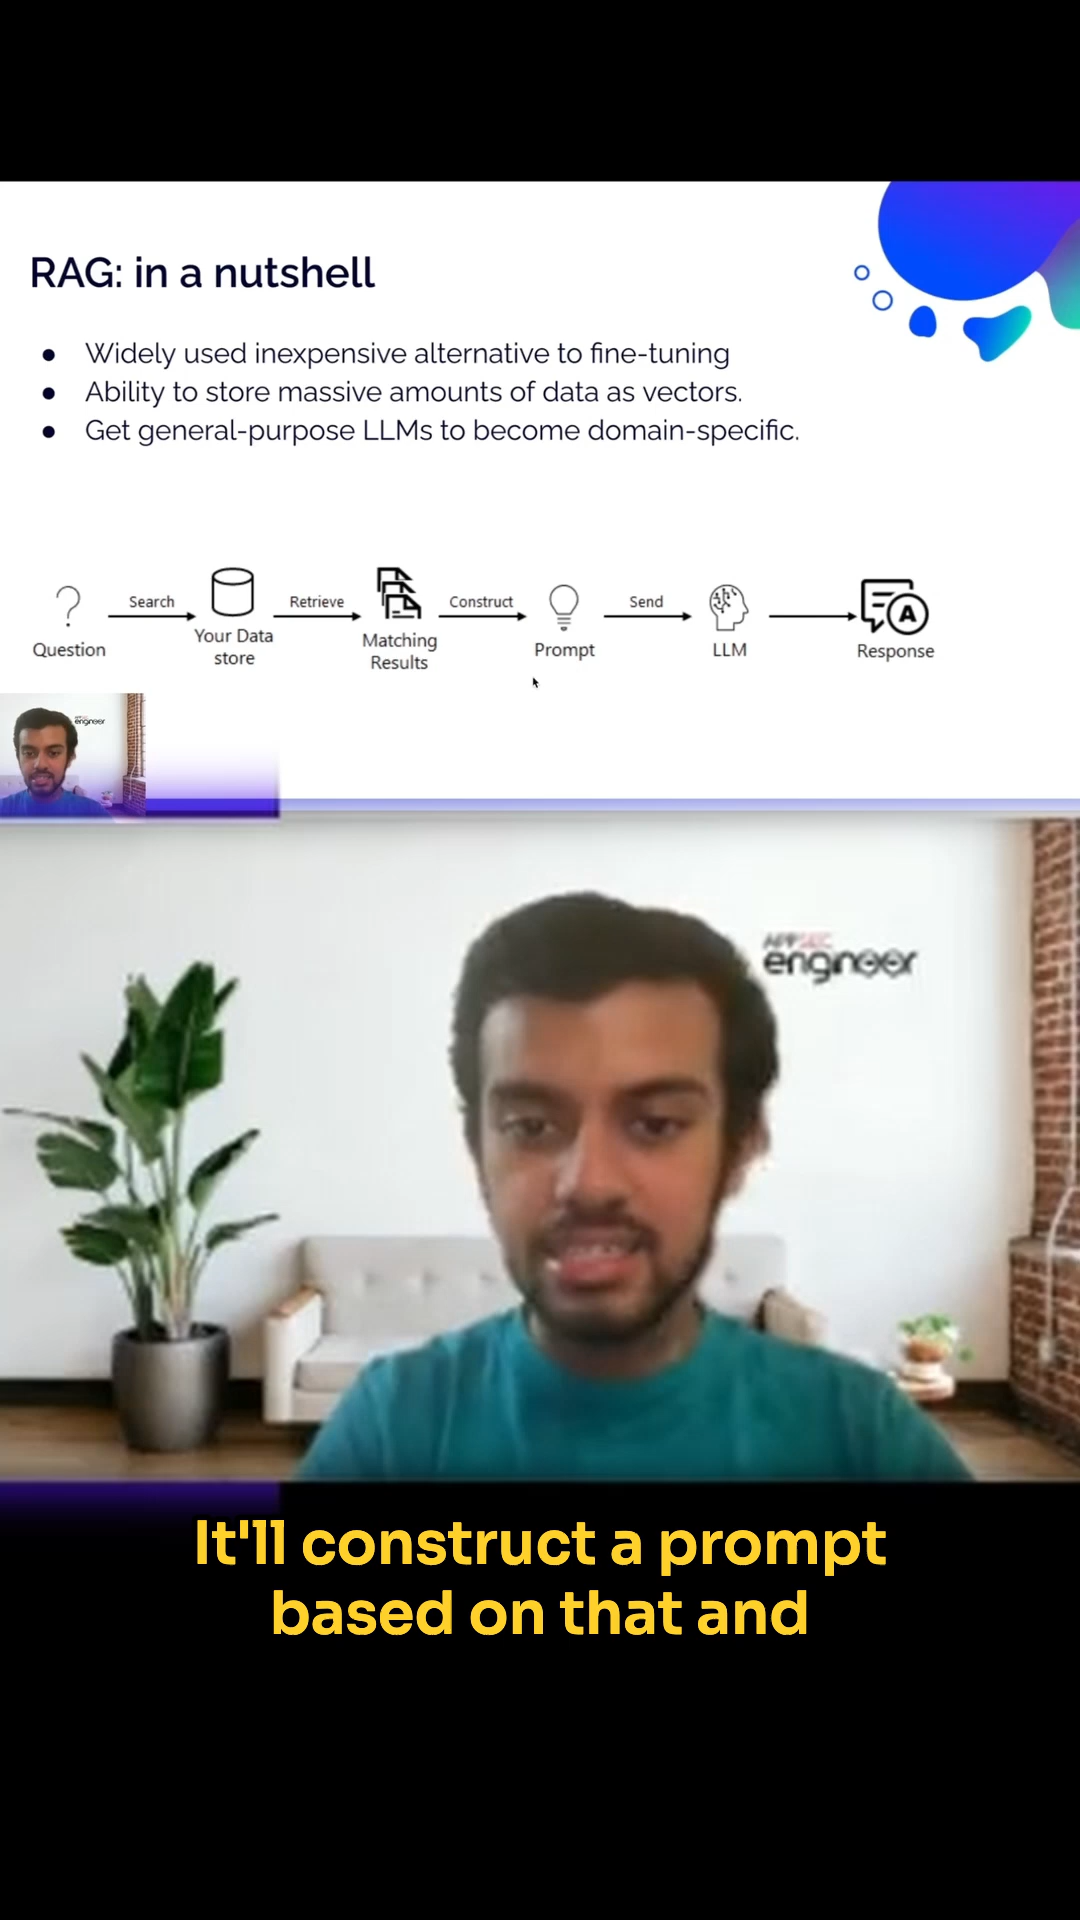 RAG: in a nutshell
● Widely used inexpensive alternative to fine-tuning
● Ability to store massive amounts of data as vectors.
● Get general-purpose LLMs to become domain-specific.
?
Search
Retrieve
Construct
Send
A
Question
Your Data
store
Matching
Results
Prompt
LLM
Response
engineer
APPSEC
engineer
It'll construct a prompt
based on that and